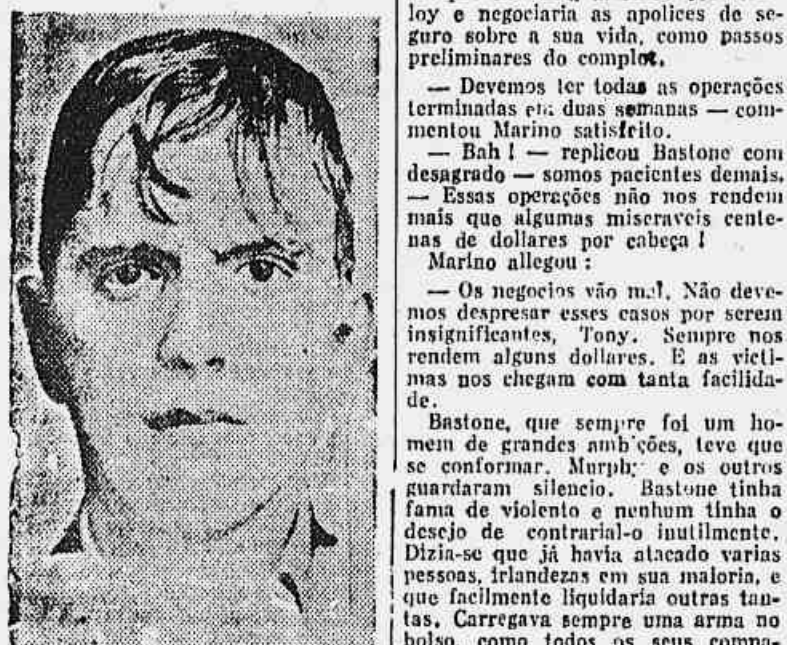 loy e negociaria as apolices de se-
guro sobre a sua vida, como passos
preliminares do complot.
— Devemos ter todas as operações
terminadas em duas semanas — com-
mentou Marino satisfeito.
— Bah ! — replicou Bastone com
desagrado — somos pacientes demais.
— Essas operações não nos rendem
mais que algumas miseraveis cente-
nas de dollares por cabeça !
Marino allegou :
— Os negocios vão mal. Não deve-
mos despresar esses casos por serem
insignificantes, Tony. Sempre nos
rendem alguns dollares. E as victi-
mas nos chegam com tanta facilida-
de.
Bastone, que sempre foi um ho-
mem de grandes ambições, teve que
se conformar. Murphy e os outros
guardaram silencio. Bastone tinha
fama de violento e nenhum tinha o
desejo de contrarial-o inutilmente.
Dizia-se que já havia atacado varias
pessoas, irlandezas em sua maioria, e
que facilmente liquidaria outras tan-
tas. Carregava sempre uma arma no
bolso, como todos os seus compa-